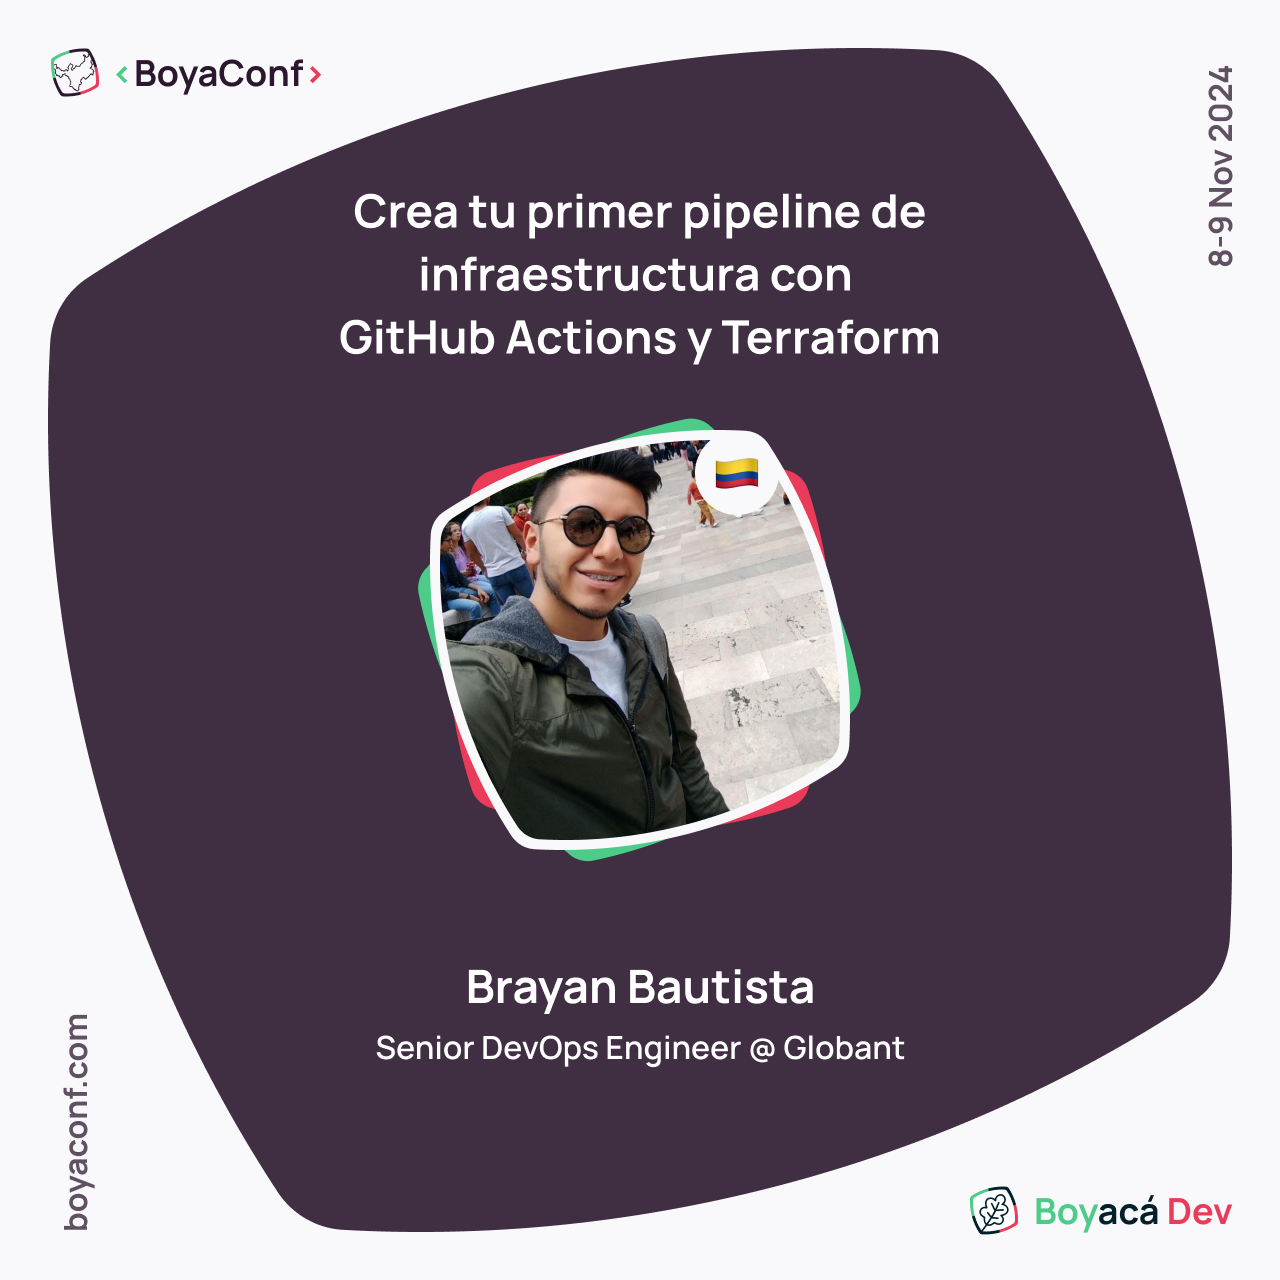 <BoyaConf>
8-9 Nov 2024
Crea tu primer pipeline de
infraestructura con
GitHub Actions y Terraform
Brayan Bautista
Senior DevOps Engineer @ Globant
boyaconf.com
Boyacá Dev